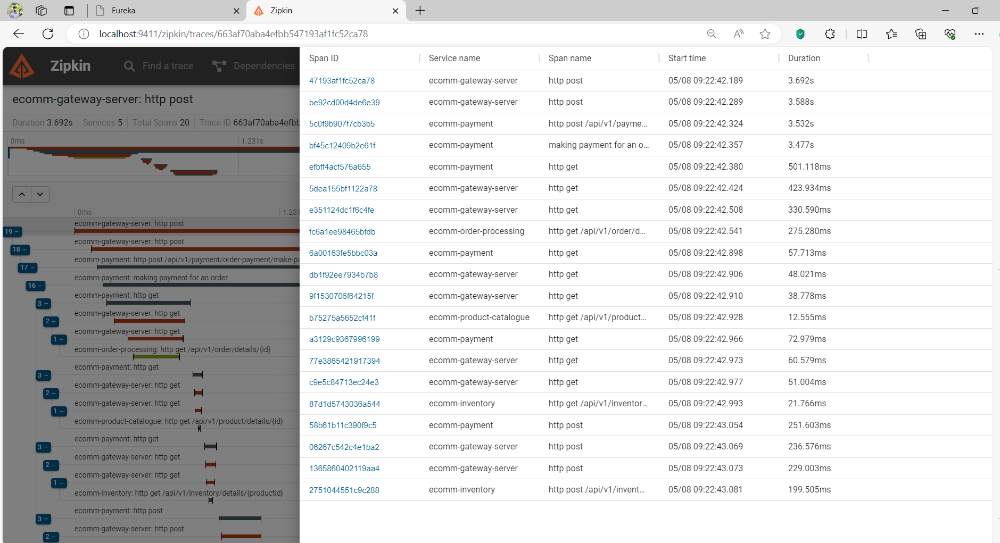 Eureka
Zipkin
localhost:9411/zipkin/traces/663af70aba4efbb547193af1fc52ca78
Zipkin
Find a trace
Dependencies
ecomm-gateway-server: http post
Duration 3.692s Services 5 Total Spans 20 Trace ID 663af70aba4efbb
0ms 1.231s
0ms 1.231
ecomm-gateway-server: http post
19 –
ecomm-gateway-server: http post
18 –
ecomm-payment: http post /api/v1/payment/order-payment/make-pa
17 –
ecomm-payment: making payment for an order
16 –
ecomm-payment: http get
3 –
ecomm-gateway-server: http get
2 –
ecomm-gateway-server: http get
1 –
ecomm-order-processing: http get /api/v1/order/details/{id}
ecomm-payment: http get
3 –
ecomm-gateway-server: http get
2 –
ecomm-gateway-server: http get
1 –
ecomm-product-catalogue: http get /api/v1/product/details/{id}
ecomm-payment: http get
3 –
ecomm-gateway-server: http get
2 –
ecomm-gateway-server: http get
1 –
ecomm-inventory: http get /api/v1/inventory/details/{productid}
ecomm-payment: http post
3 –
ecomm-gateway-server: http post
2 –
Span ID Service name Span name Start time Duration
47193af1fc52ca78 ecomm-gateway-server http post 05/08 09:22:42.189 3.692s
be92cd00d4de6e39 ecomm-gateway-server http post 05/08 09:22:42.289 3.588s
5c0f9b907f7cb3b5 ecomm-payment http post /api/v1/payme... 05/08 09:22:42.324 3.532s
bf45c12409b2e61f ecomm-payment making payment for an o... 05/08 09:22:42.357 3.477s
efbff4acf576a655 ecomm-payment http get 05/08 09:22:42.380 501.118ms
5dea155bf1122a78 ecomm-gateway-server http get 05/08 09:22:42.424 423.934ms
e351124dc1f6c4fe ecomm-gateway-server http get 05/08 09:22:42.508 330.590ms
fc6a1ee98465bfdb ecomm-order-processing http get /api/v1/order/d... 05/08 09:22:42.541 275.280ms
6a00163fe5bbc03a ecomm-payment http get 05/08 09:22:42.898 57.713ms
db1f92ee7934b7b8 ecomm-gateway-server http get 05/08 09:22:42.906 48.021ms
9f1530706f64215f ecomm-gateway-server http get 05/08 09:22:42.910 38.778ms
b75275a5652cf41f ecomm-product-catalogue http get /api/v1/product... 05/08 09:22:42.928 12.555ms
a3129c9367996199 ecomm-payment http get 05/08 09:22:42.966 72.979ms
77e3865421917394 ecomm-gateway-server http get 05/08 09:22:42.973 60.579ms
c9e5c84713ec24e3 ecomm-gateway-server http get 05/08 09:22:42.977 51.004ms
87d1d5743036a544 ecomm-inventory http get /api/v1/inventor... 05/08 09:22:42.993 21.766ms
58b61b11c390f9c5 ecomm-payment http post 05/08 09:22:43.054 251.603ms
06267c542c4e1ba2 ecomm-gateway-server http post 05/08 09:22:43.069 236.576ms
1365860402119aa4 ecomm-gateway-server http post 05/08 09:22:43.073 229.003ms
2751044551c9c288 ecomm-inventory http post /api/v1/invent... 05/08 09:22:43.081 199.505ms